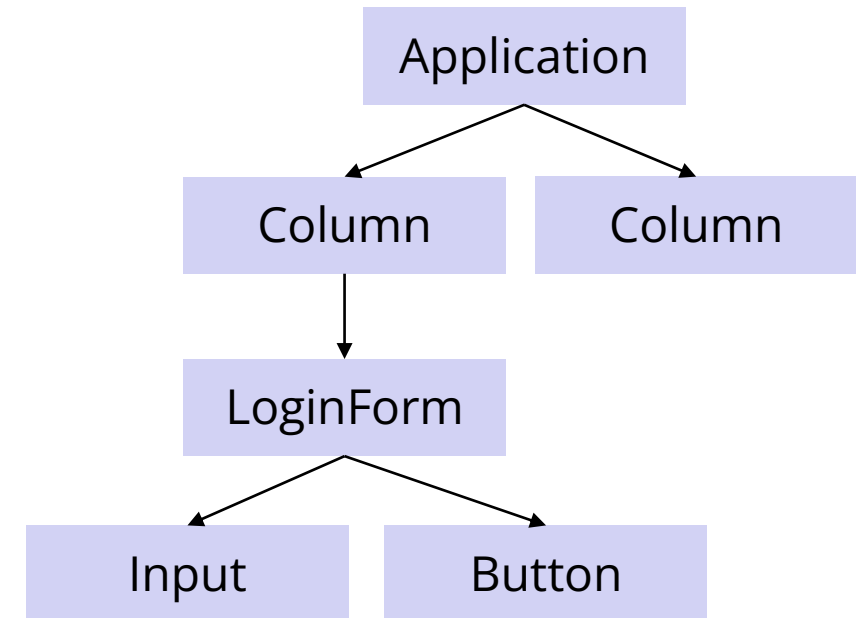 Application
Column
Column
LoginForm
Input
Button